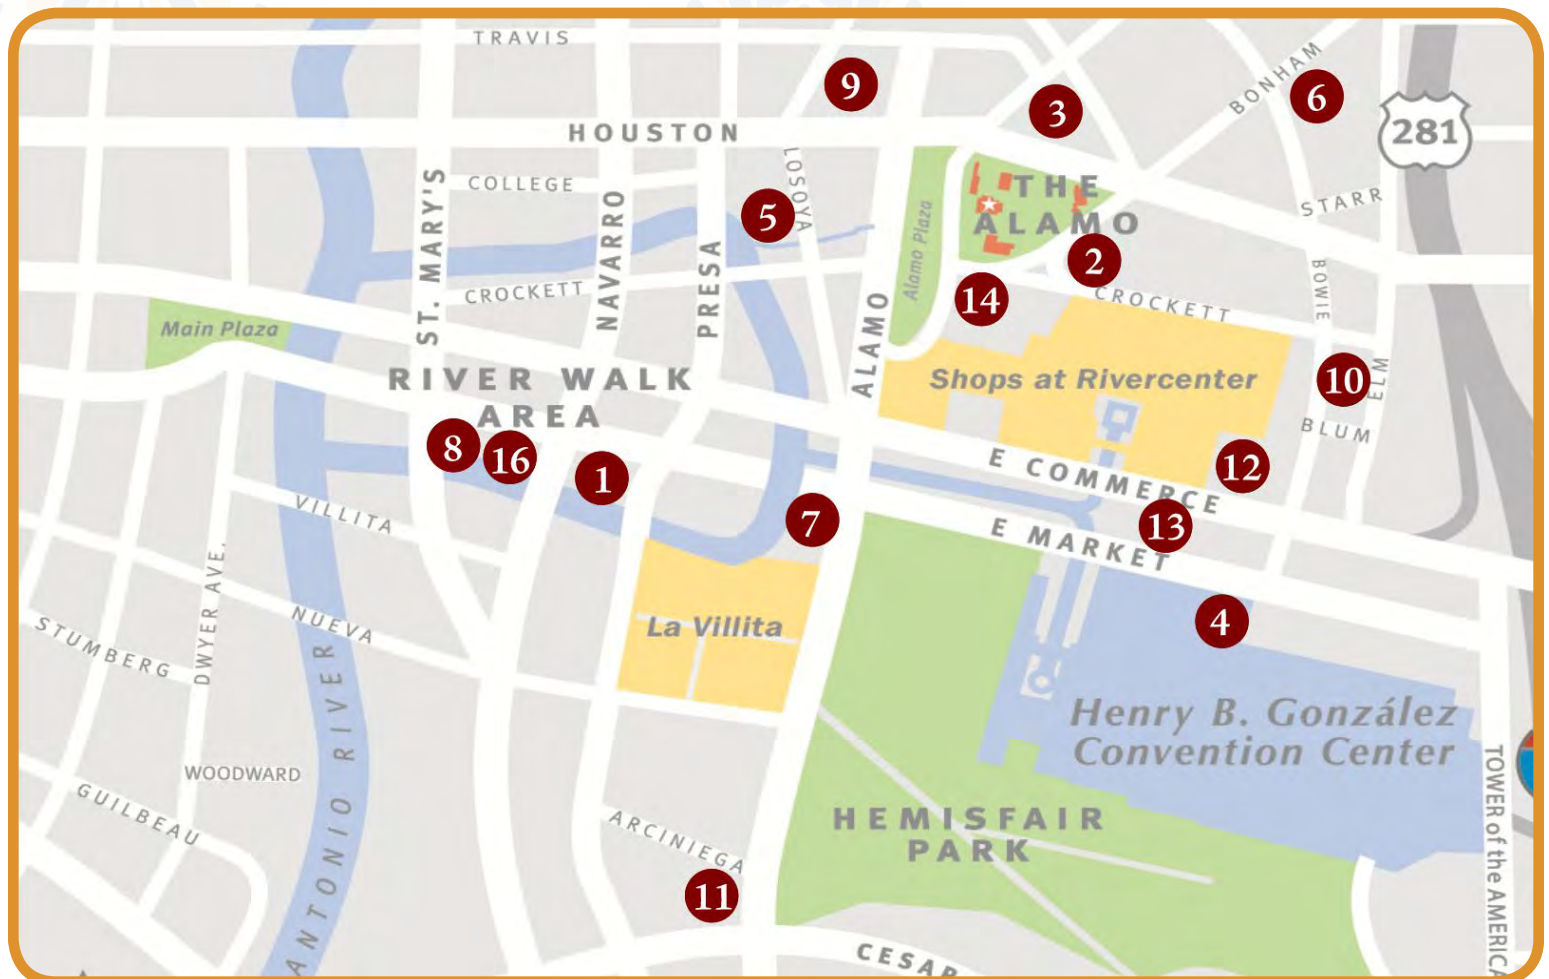 TRAVIS
9
3
BONHAM
6
281
HOUSTON
LOSOYA
COLLEGE
ST. MARY'S
NAVARRO
PRESA
5
THE
ALAMO
Alamo Plaza
STARR
2
14
CROCKETT
CROCKETT
BOWIE
Main Plaza
ALAMO
RIVER WALK
AREA
Shops at Rivercenter
10
ELM
BLUM
8
16
1
12
E COMMERCE
13
E MARKET
7
VILLITA
DWYER AVE.
NUEVA
STUMBERG
La Villita
4
Henry B. González
Convention Center
WOODWARD
GUILBEAU
ANTONIO RIVER
HEMISFAIR
PARK
ARCINIEGA
11
CESAR
TOWER of the AMERICA